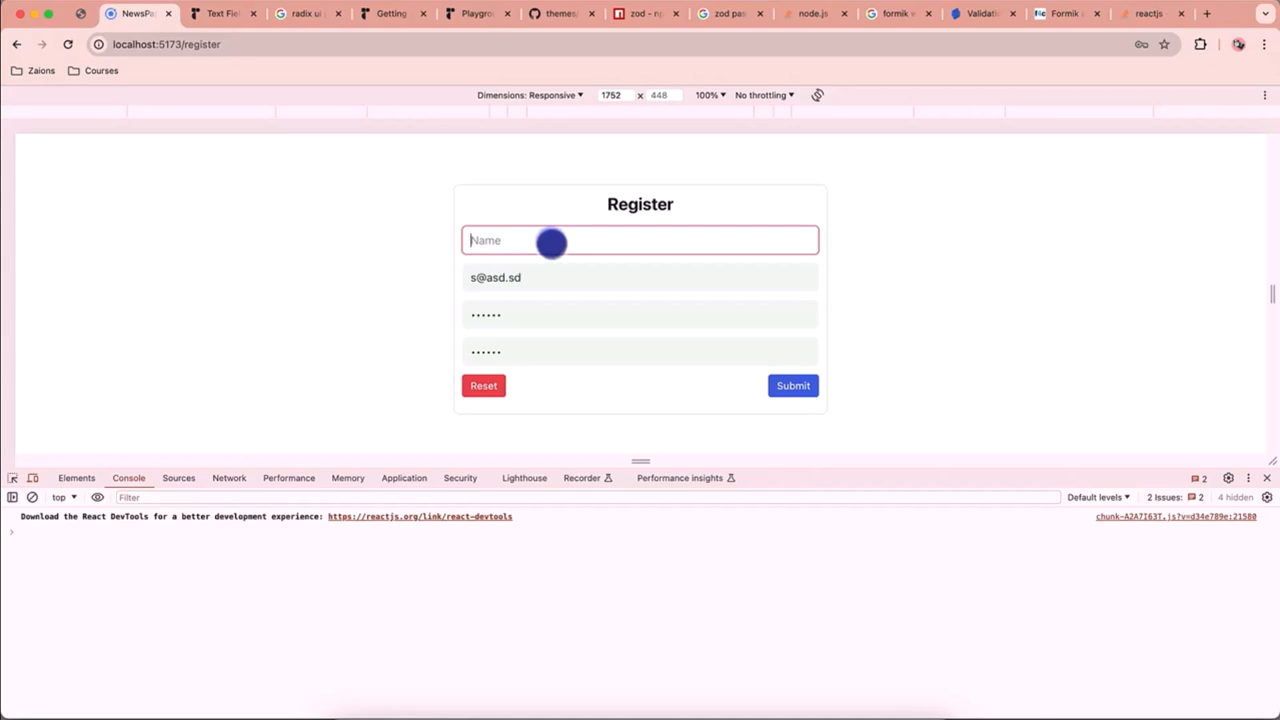 NewsPa
Text Fiel
radix ui
Getting
Playgro
themes/
zod - np
zod pas
node.js
formik v
Validati
Formik
reactjs
localhost:5173/register
Zaions
Courses
Dimensions: Responsive
1752 x 448
100%
No throttling
Register
Name
s@asd.sd
Reset
Submit
Elements
Console
Sources
Network
Performance
Memory
Application
Security
Lighthouse
Recorder
Performance insights
2
top
Filter
Default levels
2 Issues:
2
4 hidden
Download the React DevTools for a better development experience: https://reactjs.org/link/react-devtools
chunk-A2A7I63T.js?v=d34e789e:21580